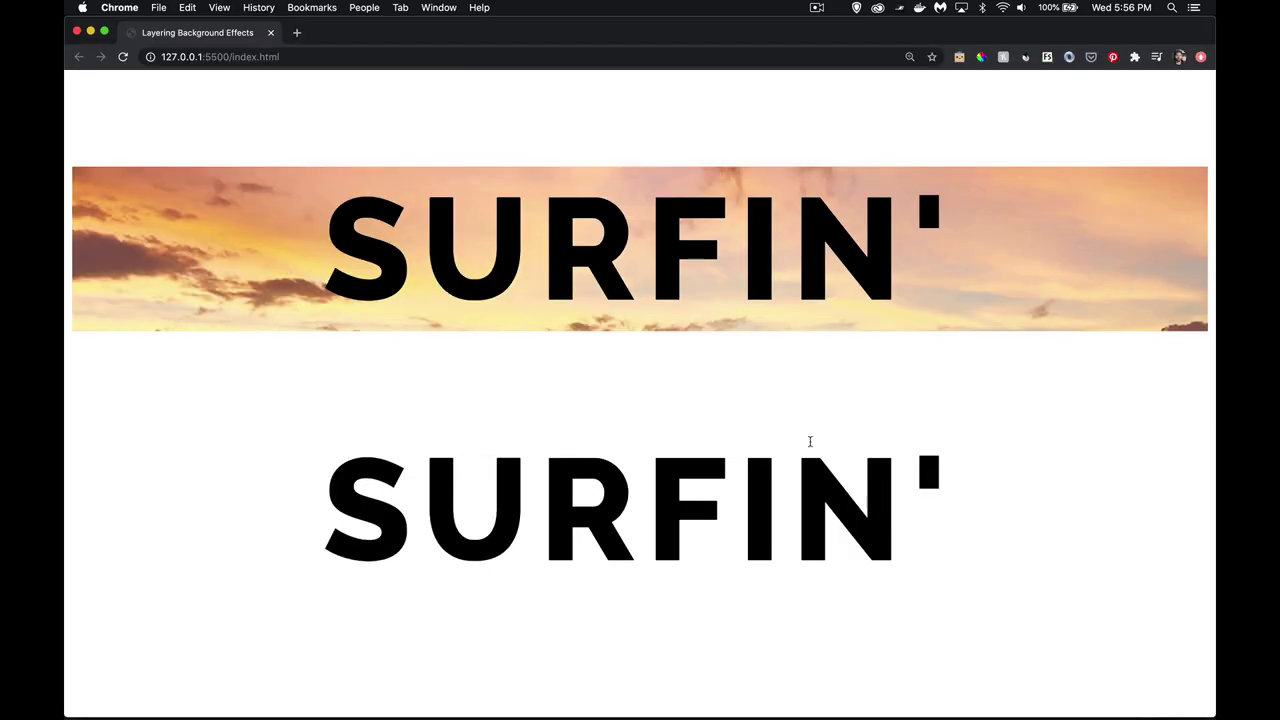 Chrome File Edit View History Bookmarks People Tab Window Help 100% Wed 5:56 PM
Layering Background Effects
127.0.0.1:5500/index.html
SURFIN'
SURFIN'